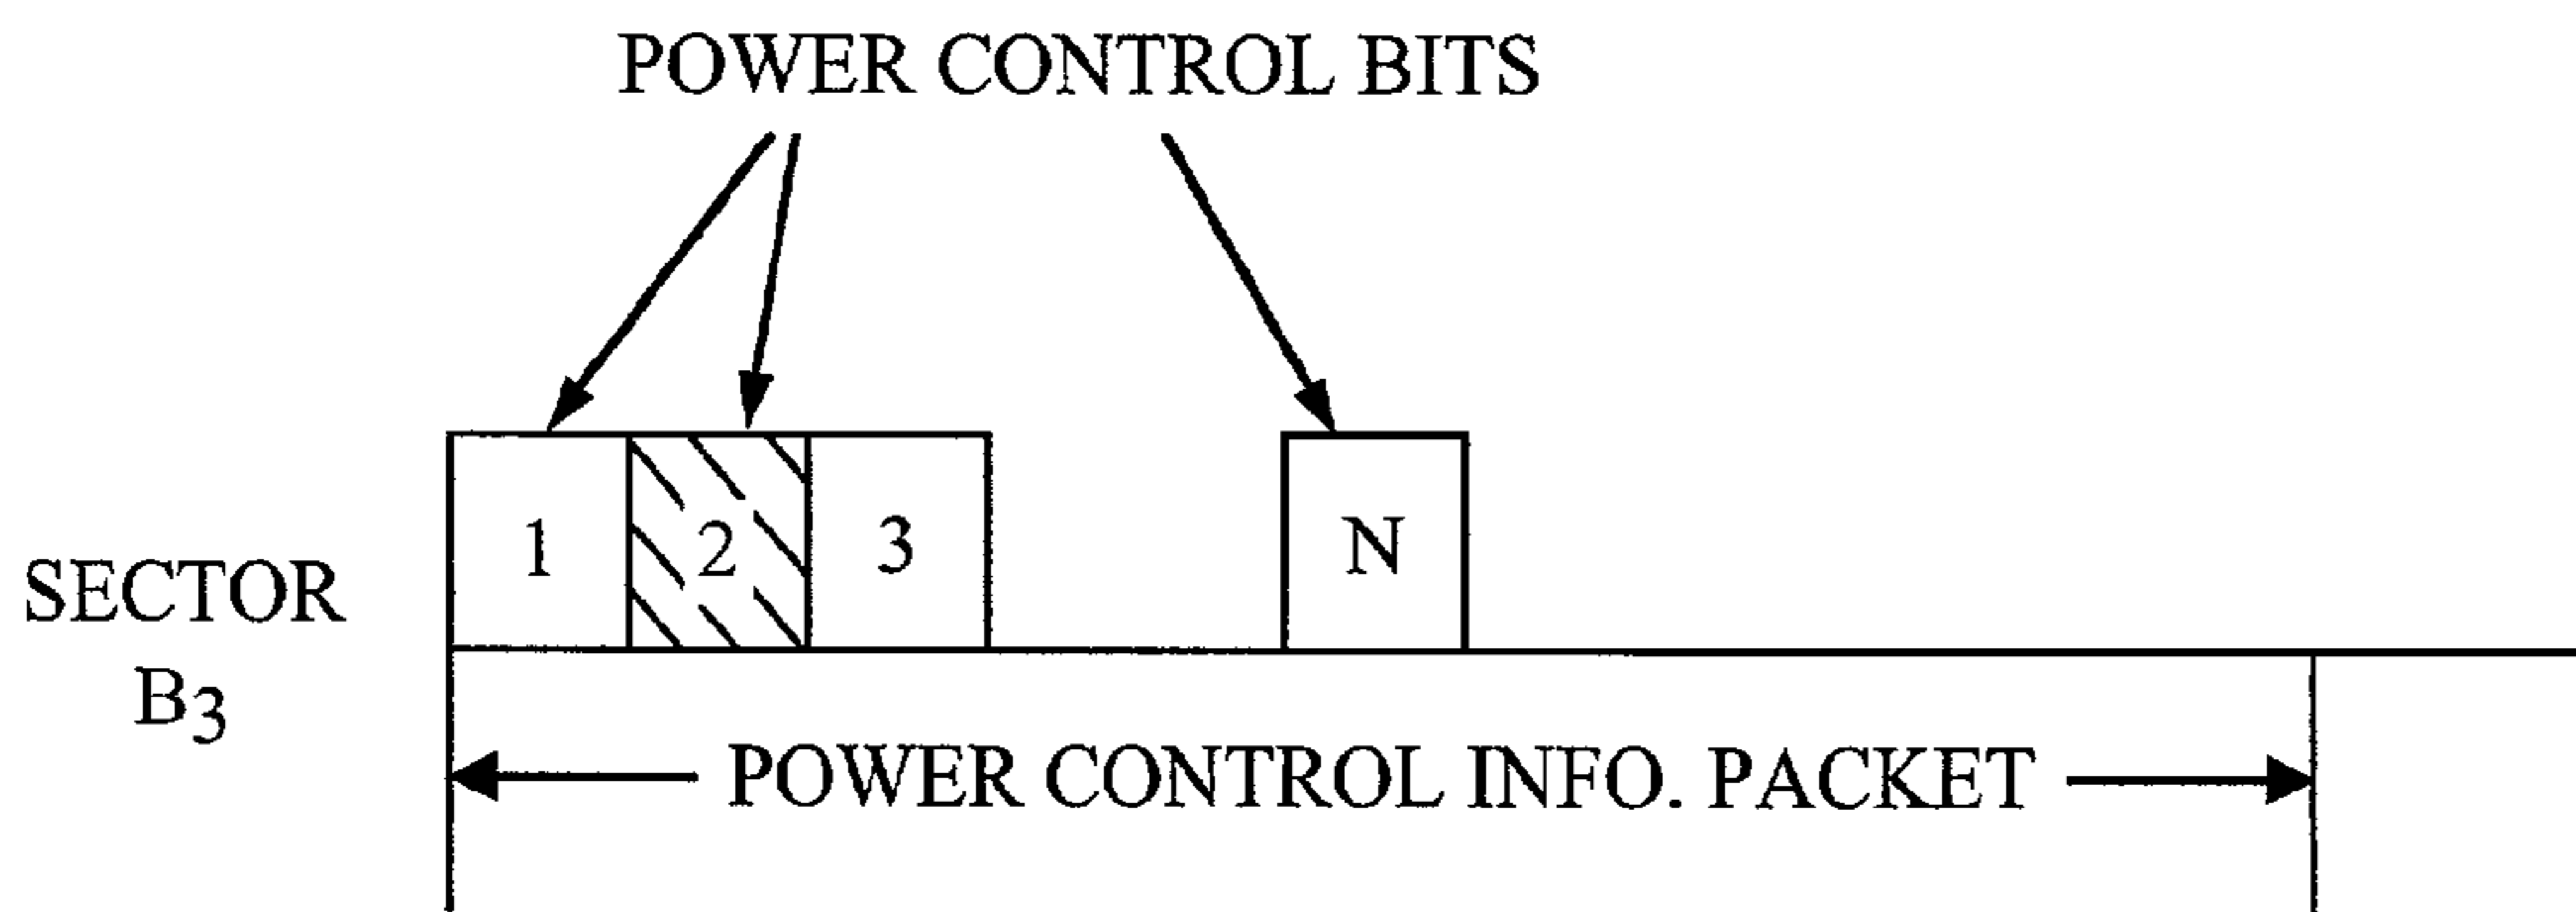 POWER CONTROL BITS
1 2 3 N
SECTOR
B3
POWER CONTROL INFO. PACKET